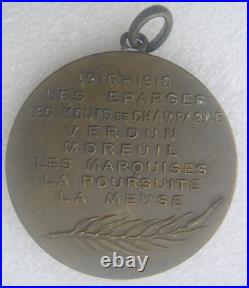 1916-1918
LES EPARGES
LES MONTS DE CHAMPAGNE
VERDUN
MOREUIL
LES MARQUISES
LA POURSUITE
LA MEUSE